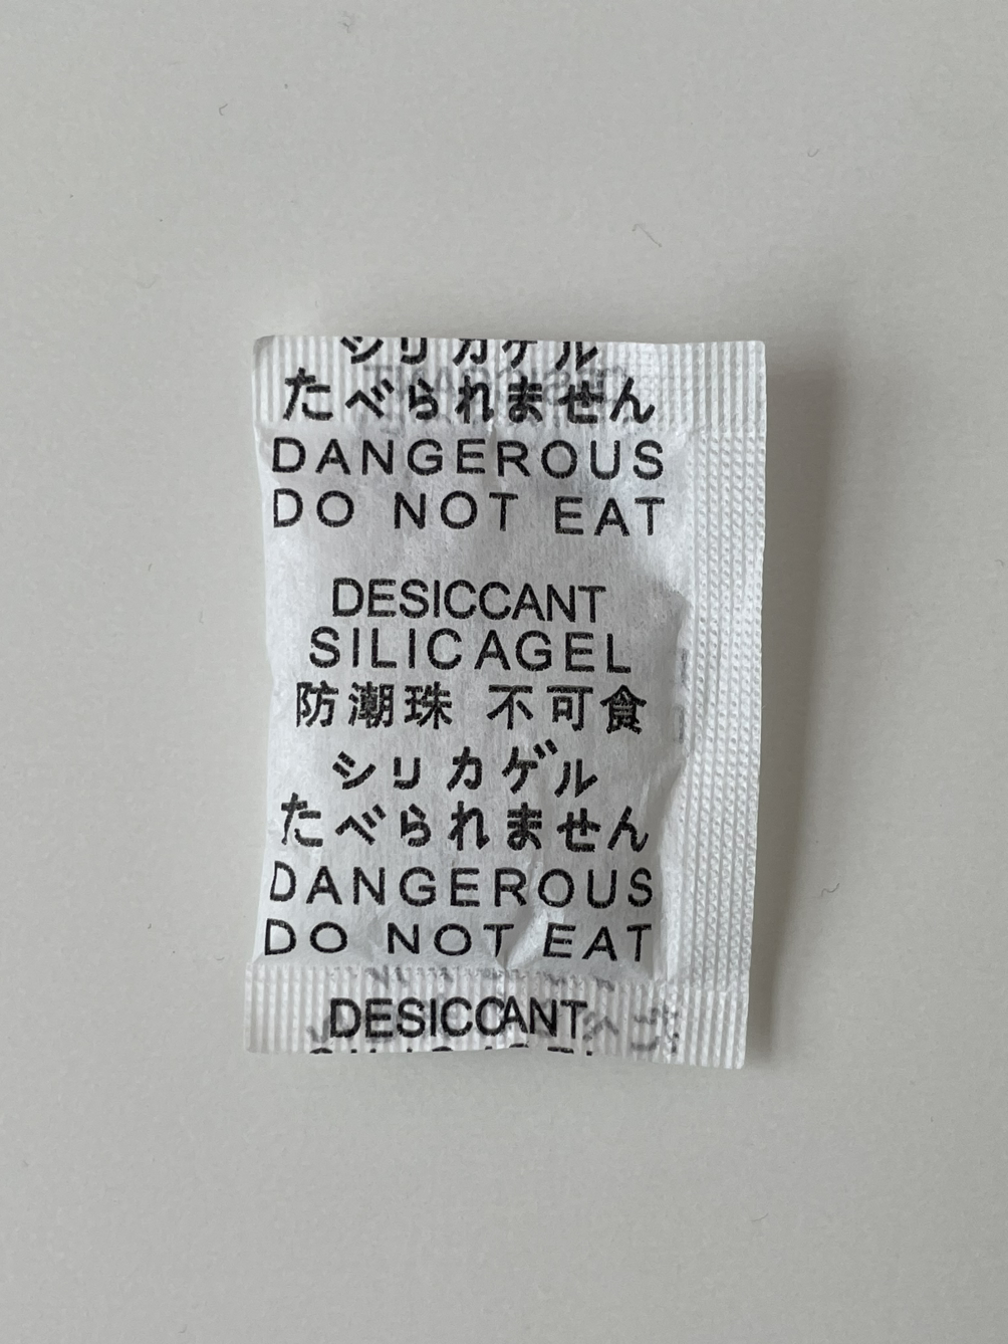 シリカゲル
たべられません
DANGEROUS
DO NOT EAT
DESICCANT
SILICAGEL
防潮珠 不可食
シリカゲル
たべられません
DANGEROUS
DO NOT EAT
DESICCANT